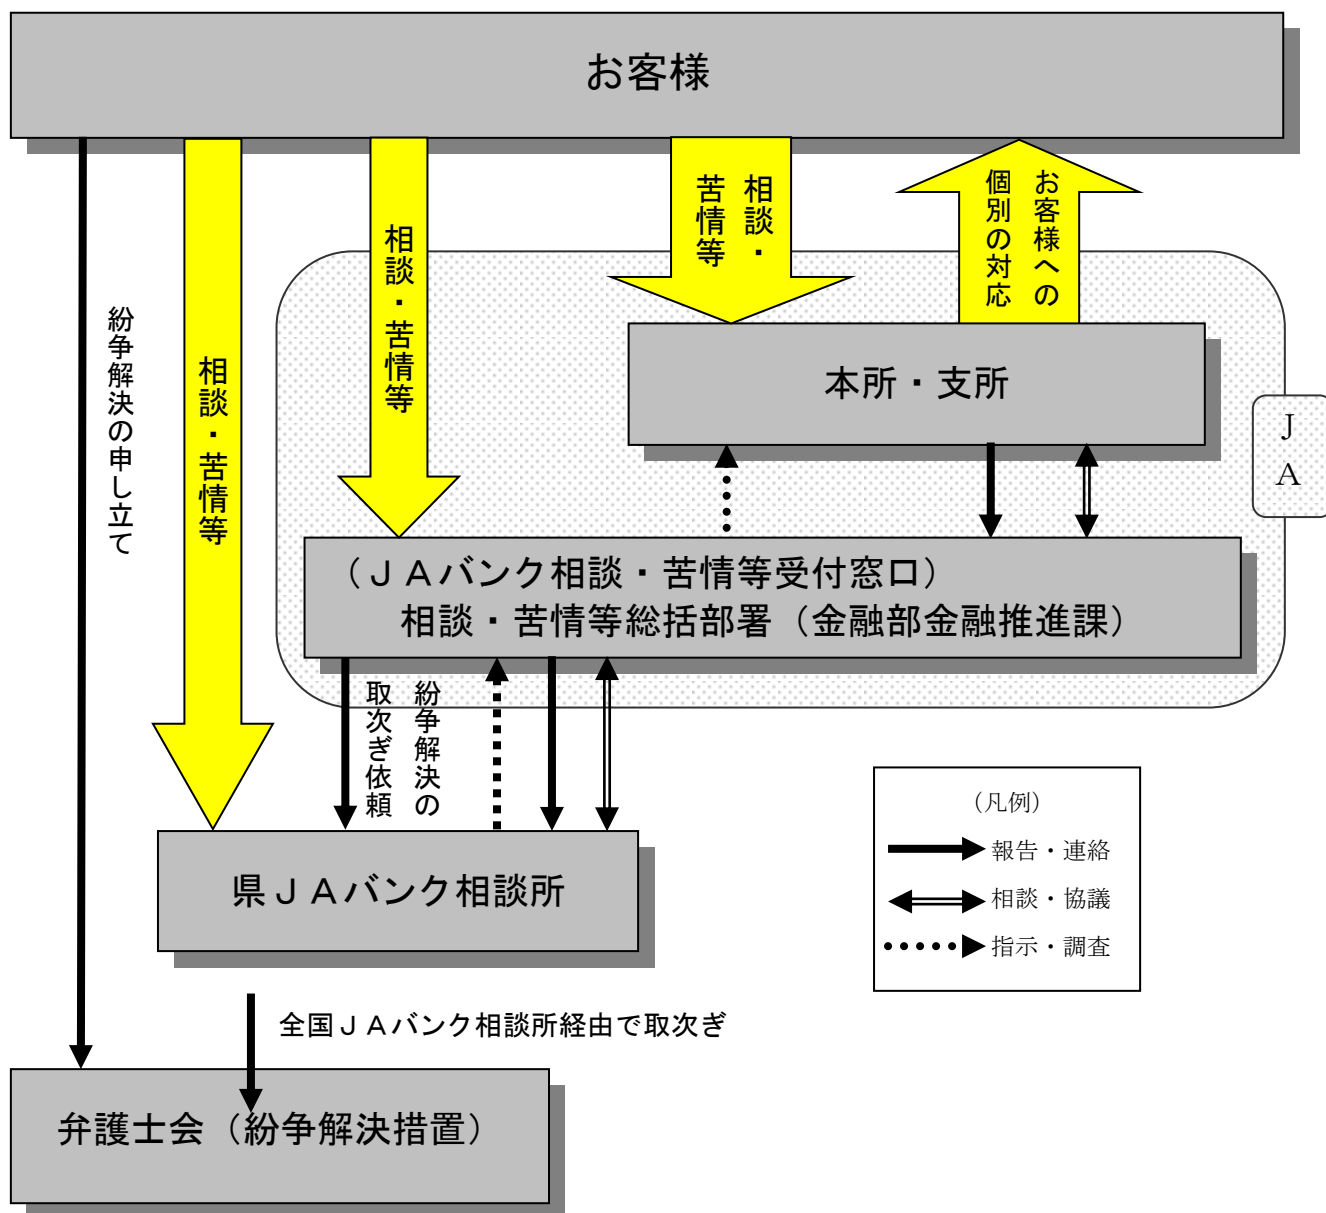 お客様
相談・
苦情等
お客様への
個別の対応
相談・苦情等
相談・苦情等
紛争解決の申し立て
本所・支所
ＪＡ
（ＪＡバンク相談・苦情等受付窓口）
相談・苦情等総括部署（金融部金融推進課）
紛争解決の
取次ぎ依頼
（凡例）
報告・連絡
相談・協議
指示・調査
県ＪＡバンク相談所
全国ＪＡバンク相談所経由で取次ぎ
弁護士会（紛争解決措置）